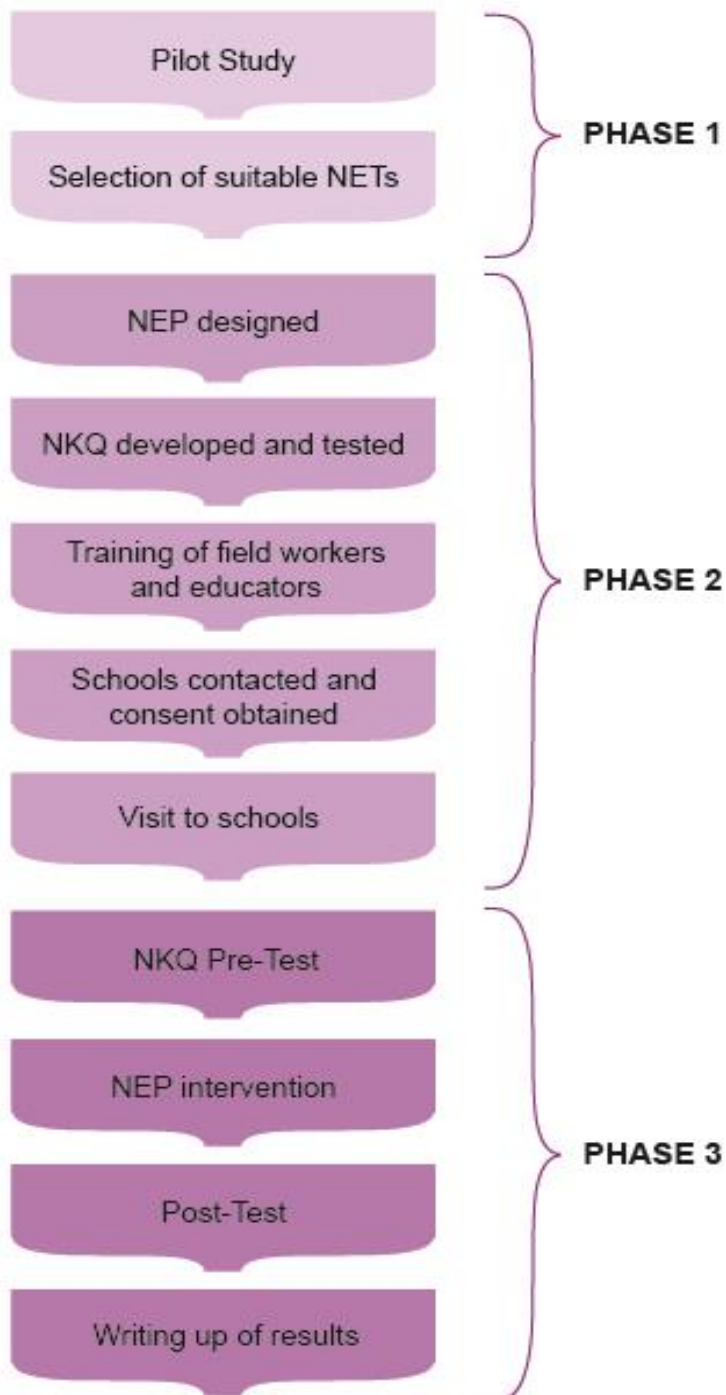 Pilot Study
Selection of suitable NETs
PHASE 1
NEP designed
NKQ developed and tested
Training of field workers
and educators
Schools contacted and
consent obtained
Visit to schools
PHASE 2
NKQ Pre-Test
NEP intervention
Post-Test
Writing up of results
PHASE 3